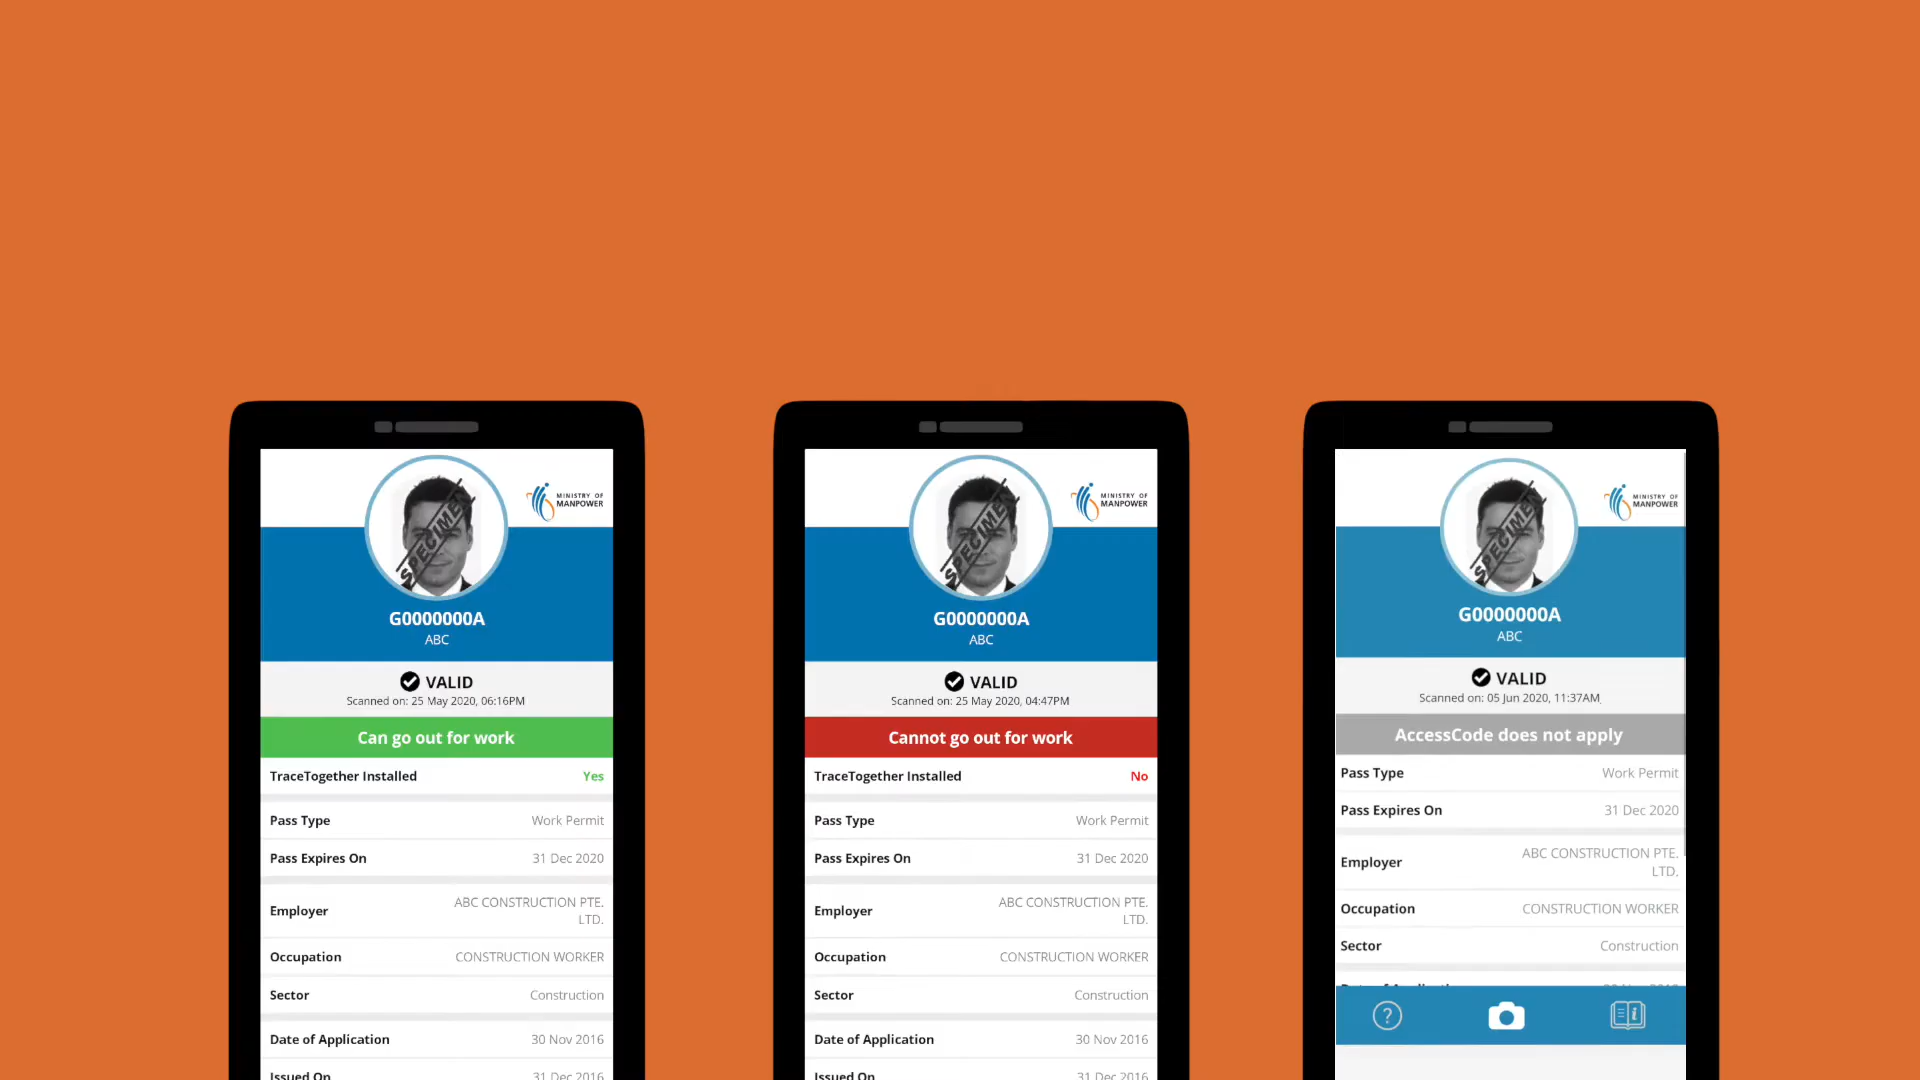 MINISTRY OF
MANPOWER
SPECIMEN
G0000000A
ABC
VALID
Scanned on: 25 May 2020, 06:16PM
Can go out for work
TraceTogether Installed Yes
Pass Type Work Permit
Pass Expires On 31 Dec 2020
Employer ABC CONSTRUCTION PTE.
LTD.
Occupation CONSTRUCTION WORKER
Sector Construction
Date of Application 30 Nov 2016
Issued On 31 Dec 2016
MINISTRY OF
MANPOWER
SPECIMEN
G0000000A
ABC
VALID
Scanned on: 25 May 2020, 04:47PM
Cannot go out for work
TraceTogether Installed No
Pass Type Work Permit
Pass Expires On 31 Dec 2020
Employer ABC CONSTRUCTION PTE.
LTD.
Occupation CONSTRUCTION WORKER
Sector Construction
Date of Application 30 Nov 2016
Issued On 31 Dec 2016
MINISTRY OF
MANPOWER
SPECIMEN
G0000000A
ABC
VALID
Scanned on: 05 Jun 2020, 11:37AM
AccessCode does not apply
Pass Type Work Permit
Pass Expires On 31 Dec 2020
Employer ABC CONSTRUCTION PTE.
LTD.
Occupation CONSTRUCTION WORKER
Sector Construction